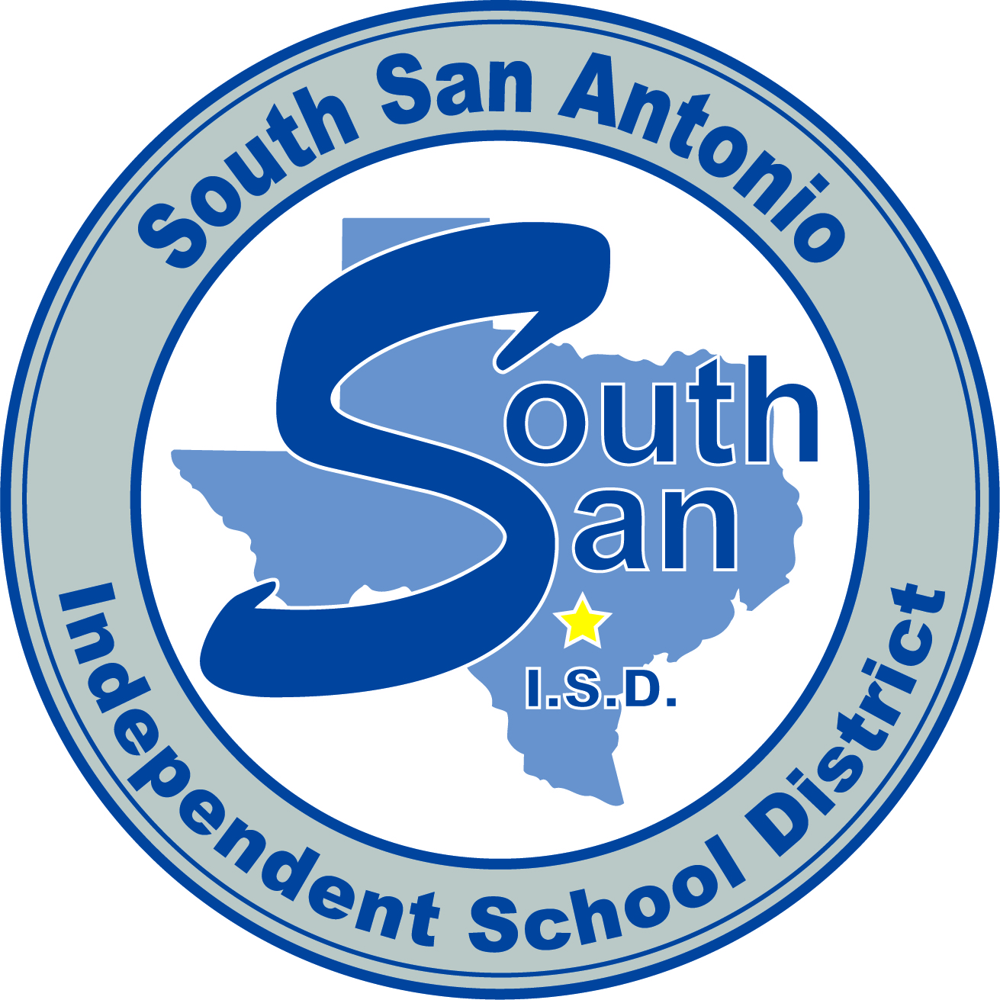 South San Antonio
South
San
I.S.D.
Independent School District